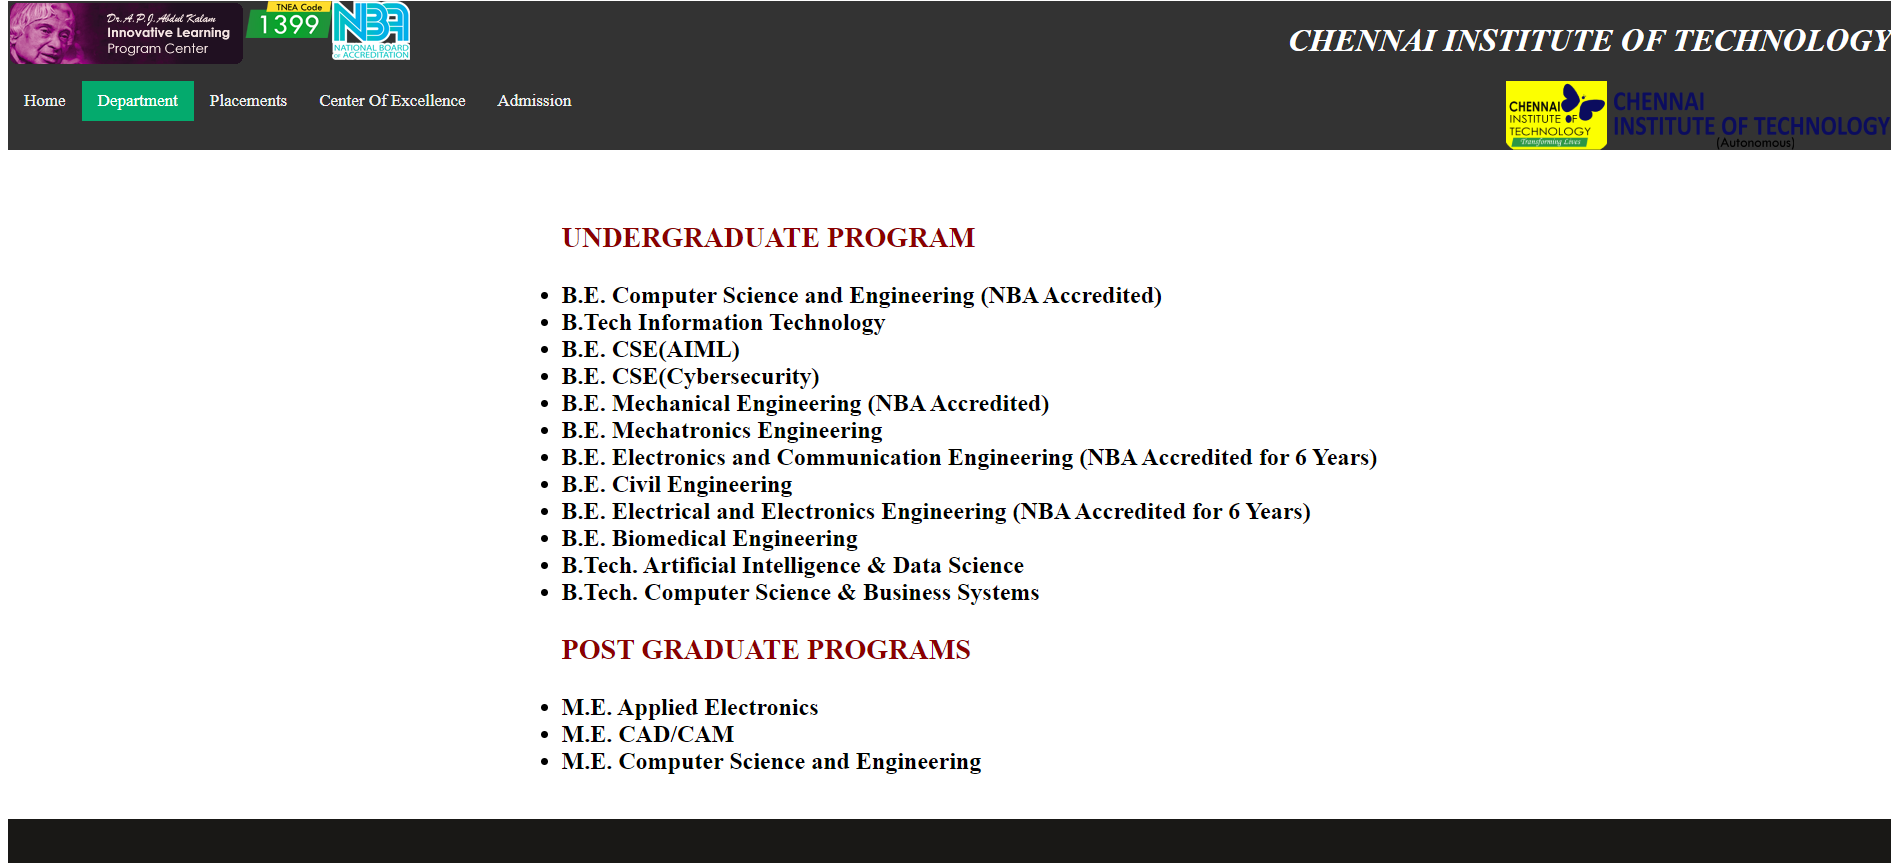 Dr.A.P.J.Abdul Kalam
Innovative Learning
Program Center
TNEA Code
1399
NBA
NATIONAL BOARD
OF ACCREDITATION
CHENNAI INSTITUTE OF TECHNOLOGY
Home Department Placements Center Of Excellence Admission
CHENNAI
INSTITUTE OF
TECHNOLOGY
Transforming Lives
CHENNAI
INSTITUTE OF TECHNOLOGY
(Autonomous)
UNDERGRADUATE PROGRAM
• B.E. Computer Science and Engineering (NBA Accredited)
• B.Tech Information Technology
• B.E. CSE(AIML)
• B.E. CSE(Cybersecurity)
• B.E. Mechanical Engineering (NBA Accredited)
• B.E. Mechatronics Engineering
• B.E. Electronics and Communication Engineering (NBA Accredited for 6 Years)
• B.E. Civil Engineering
• B.E. Electrical and Electronics Engineering (NBA Accredited for 6 Years)
• B.E. Biomedical Engineering
• B.Tech. Artificial Intelligence & Data Science
• B.Tech. Computer Science & Business Systems
POST GRADUATE PROGRAMS
• M.E. Applied Electronics
• M.E. CAD/CAM
• M.E. Computer Science and Engineering